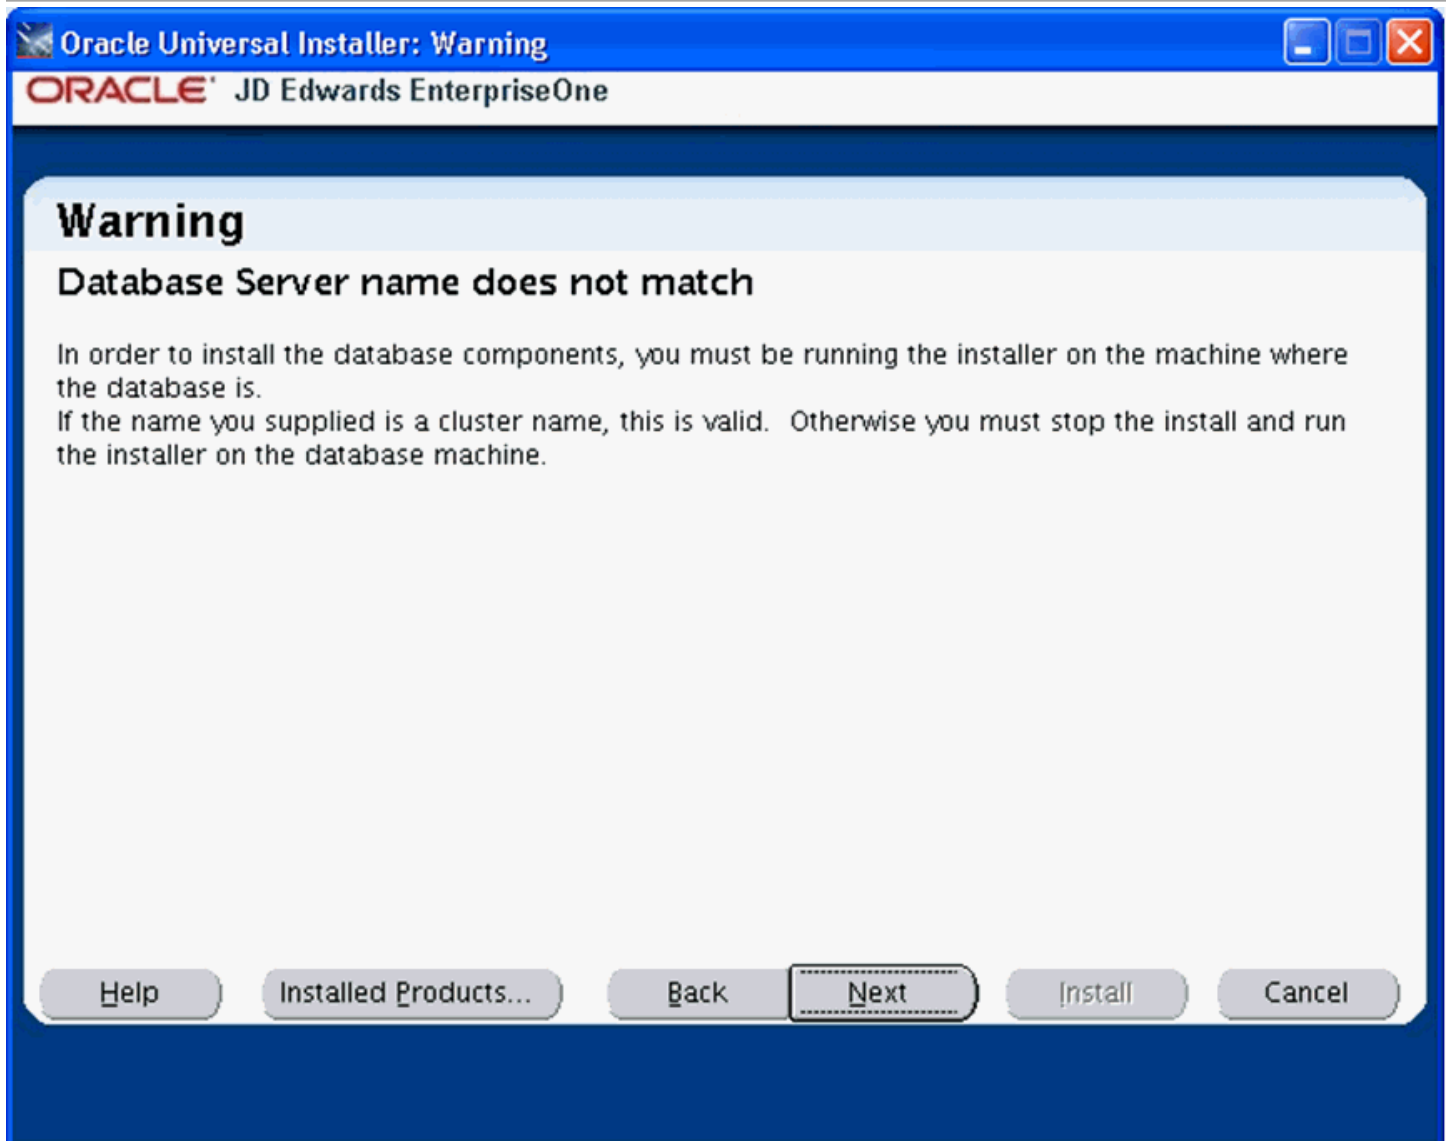 Oracle Universal Installer: Warning
ORACLE' JD Edwards EnterpriseOne
Warning
Database Server name does not match
In order to install the database components, you must be running the installer on the machine where
the database is.
If the name you supplied is a cluster name, this is valid.  Otherwise you must stop the install and run
the installer on the database machine.
Help Installed Products... Back Next Install Cancel